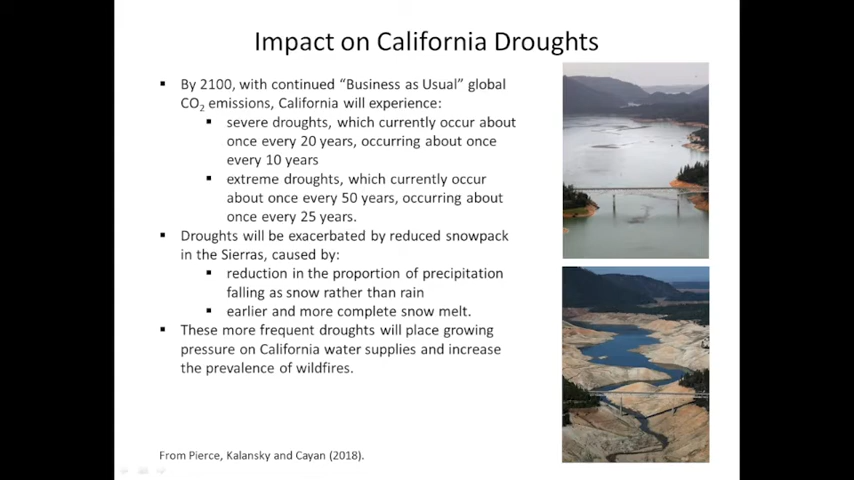 Impact on California Droughts
▪ By 2100, with continued “Business as Usual” global
CO₂ emissions, California will experience:
▪ severe droughts, which currently occur about
once every 20 years, occurring about once
every 10 years
▪ extreme droughts, which currently occur
about once every 50 years, occurring about
once every 25 years.
▪ Droughts will be exacerbated by reduced snowpack
in the Sierras, caused by:
▪ reduction in the proportion of precipitation
falling as snow rather than rain
▪ earlier and more complete snow melt.
▪ These more frequent droughts will place growing
pressure on California water supplies and increase
the prevalence of wildfires.
From Pierce, Kalansky and Cayan (2018).